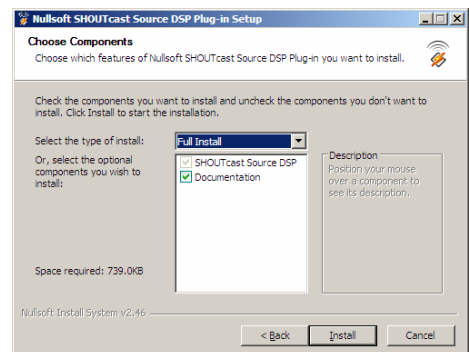 Nullsoft SHOUTcast Source DSP Plug-in Setup
Choose Components
Choose which features of Nullsoft SHOUTcast Source DSP Plug-in you want to install.
Check the components you want to install and uncheck the components you don't want to
install. Click Install to start the installation.
Select the type of install:
Full Install
Or, select the optional
components you wish to
install:
SHOUTcast Source DSP
Documentation
Description
Position your mouse
over a component to
see its description.
Space required: 739.0KB
Nullsoft Install System v2.46
< Back
Install
Cancel